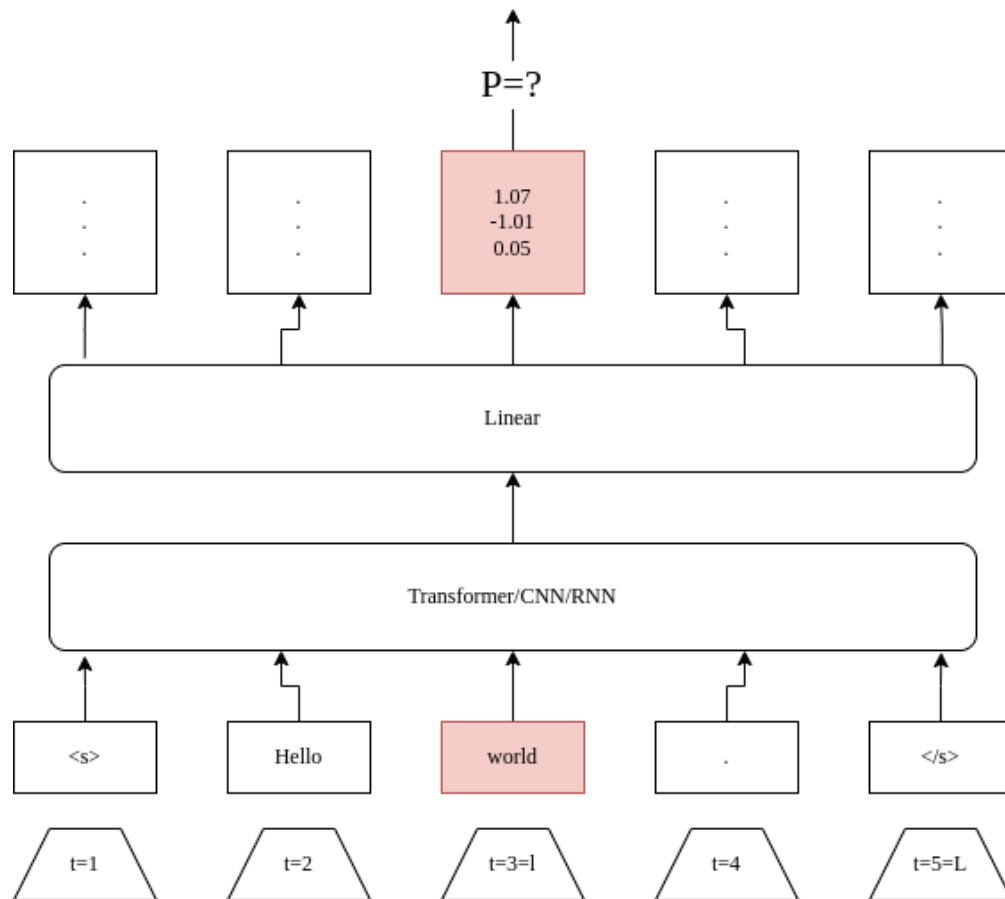 P=?
.
.
.
.
.
.
1.07
-1.01
0.05
.
.
.
.
.
.
Linear
Transformer/CNN/RNN
<s>
Hello
world
.
</s>
t=1
t=2
t=3=l
t=4
t=5=L